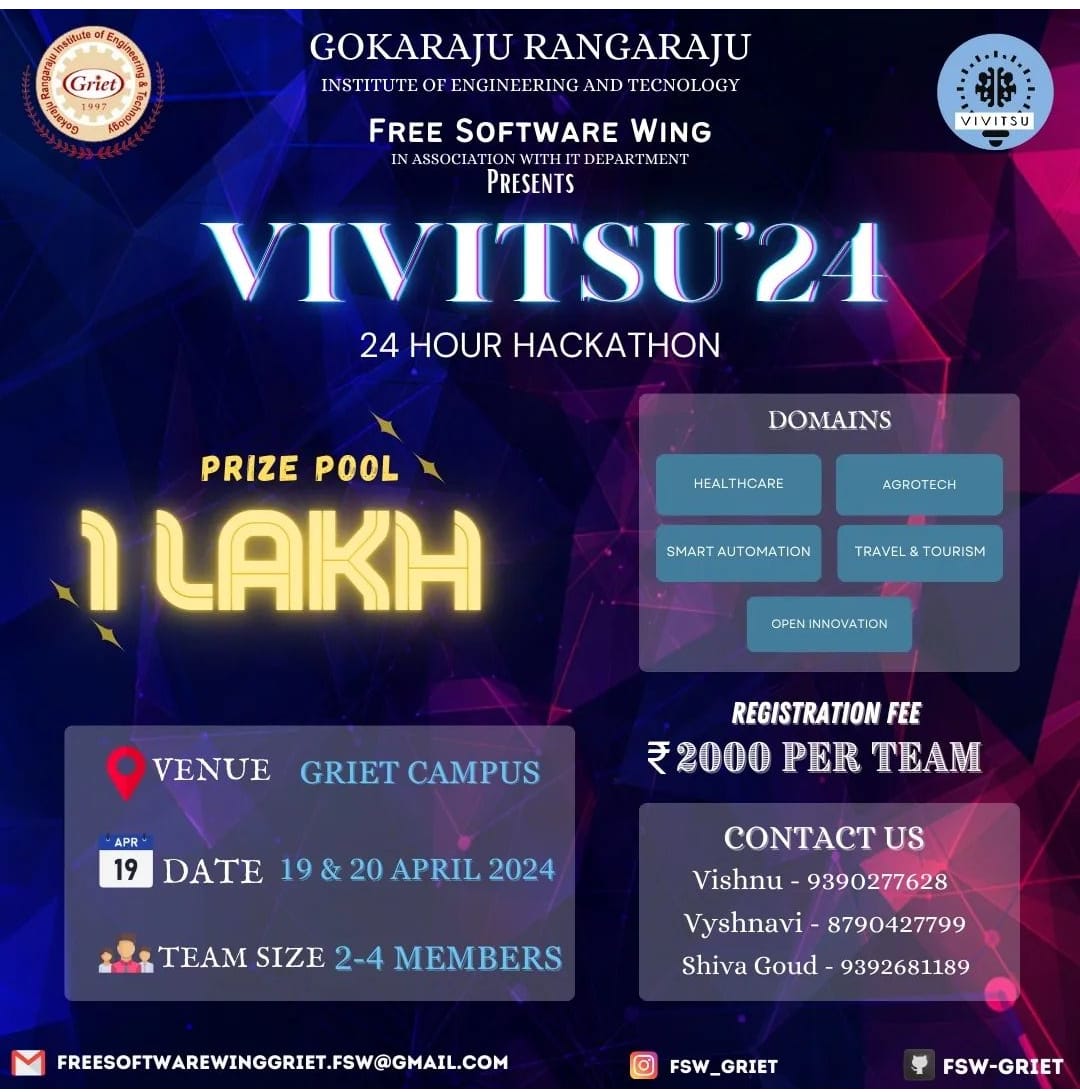 Gokaraju Rangaraju Institute of Engineering & Technology
Griet
1997
GOKARAJU RANGARAJU
INSTITUTE OF ENGINEERING AND TECNOLOGY
FREE SOFTWARE WING
IN ASSOCIATION WITH IT DEPARTMENT
PRESENTS
VIVITSU
VIVITSU'24
24 HOUR HACKATHON
PRIZE POOL
1 LAKH
DOMAINS
HEALTHCARE
AGROTECH
SMART AUTOMATION
TRAVEL & TOURISM
OPEN INNOVATION
REGISTRATION FEE
₹2000 PER TEAM
VENUE GRIET CAMPUS
APR
19
DATE 19 & 20 APRIL 2024
TEAM SIZE 2-4 MEMBERS
CONTACT US
Vishnu - 9390277628
Vyshnavi - 8790427799
Shiva Goud - 9392681189
FREESOFTWAREWINGGRIET.FSW@GMAIL.COM
FSW_GRIET
FSW-GRIET